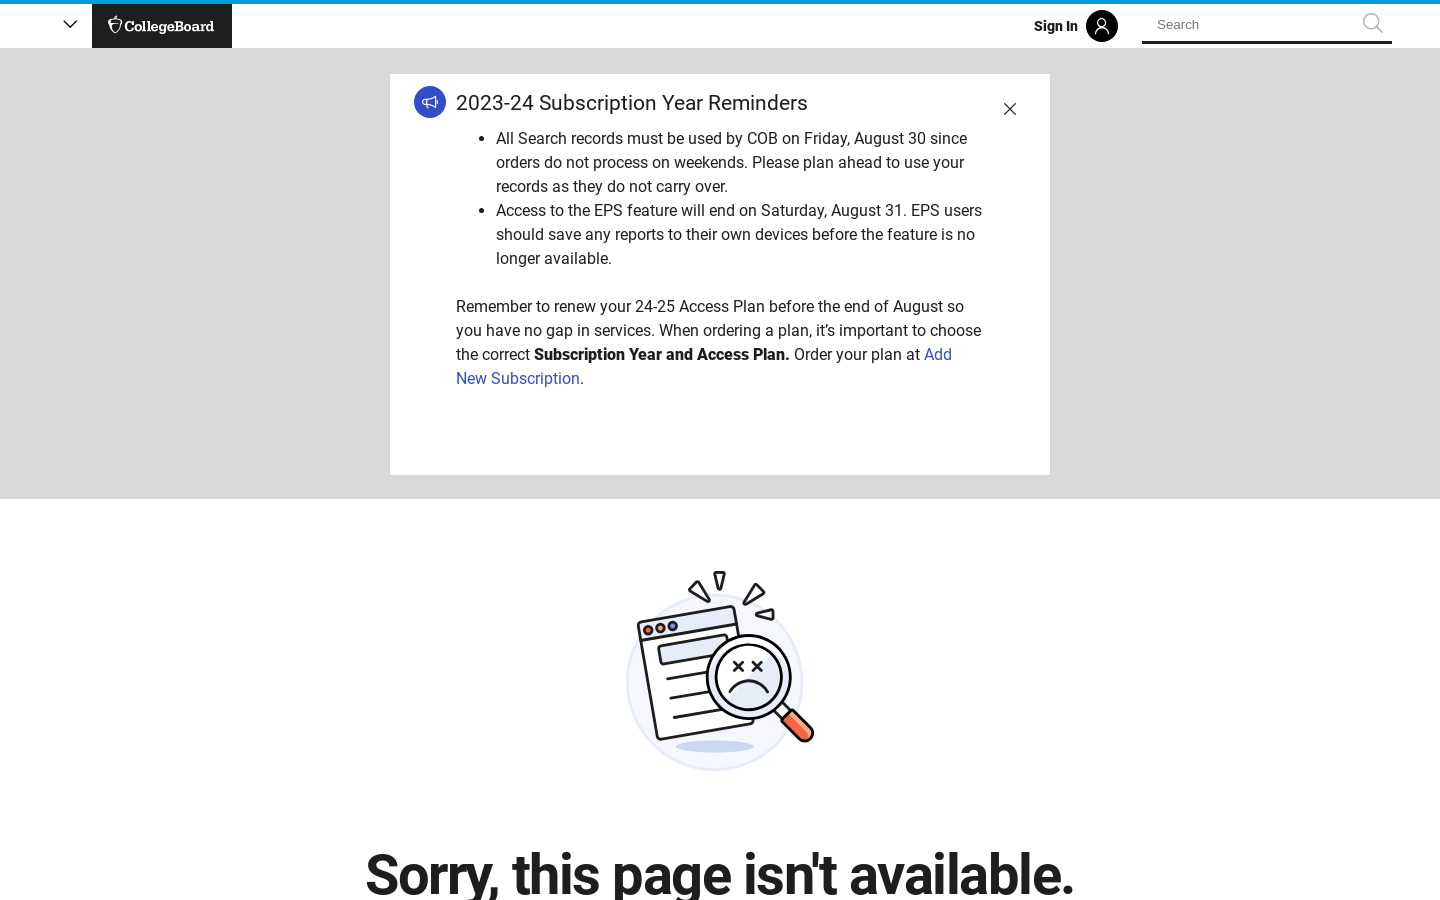 CollegeBoard
Sign In
Search
2023-24 Subscription Year Reminders
All Search records must be used by COB on Friday, August 30 since
orders do not process on weekends. Please plan ahead to use your
records as they do not carry over.
Access to the EPS feature will end on Saturday, August 31. EPS users
should save any reports to their own devices before the feature is no
longer available.
Remember to renew your 24-25 Access Plan before the end of August so
you have no gap in services. When ordering a plan, it’s important to choose
the correct Subscription Year and Access Plan. Order your plan at Add
New Subscription.
Sorry, this page isn't available.